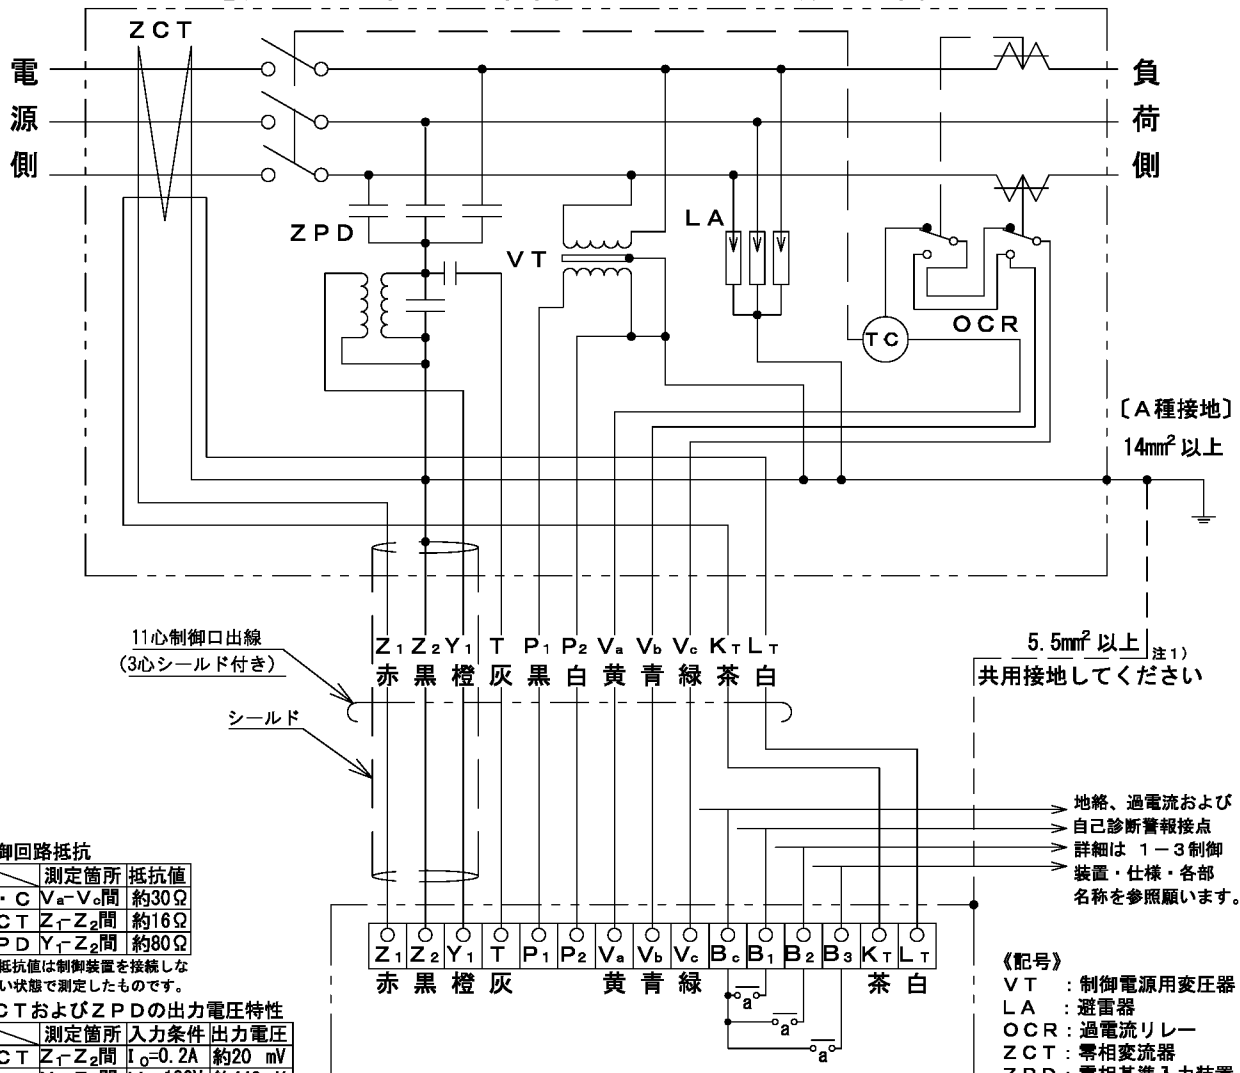 ZCT
電
源
側
負
荷
側
ZPD
VT
LA
OCR
TC
〔A種接地〕
14mm² 以上
5.5mm² 以上 注1)
共用接地してください
11心制御口出線
(3心シールド付き)
シールド
Z₁ Z₂ Y₁ T P₁ P₂ Va Vb Vc KT LT
赤 黒 橙 灰 黒 白 黄 青 緑 茶 白
地絡、過電流および
自己診断警報接点
詳細は 1-3制御
装置・仕様・各部
名称を参照願います。
御回路抵抗
測定箇所 抵抗値
・C Va-Vc間 約30Ω
CT Z₁-Z₂間 約16Ω
PD Y₁-Z₂間 約80Ω
抵抗値は制御装置を接続しな
い状態で測定したものです。
CTおよびZPDの出力電圧特性
測定箇所 入力条件 出力電圧
CT Z₁-Z₂間 I₀=0.2A 約20 mV
Z₁ Z₂ Y₁ T P₁ P₂ Va Vb Vc Bc B₁ B₂ B₃ KT LT
赤 黒 橙 灰 黄 青 緑 茶 白
a
a
a
《記号》
VT :制御電源用変圧器
LA :避雷器
OCR:過電流リレー
ZCT:零相変流器
ZPD:零相基準入力装置